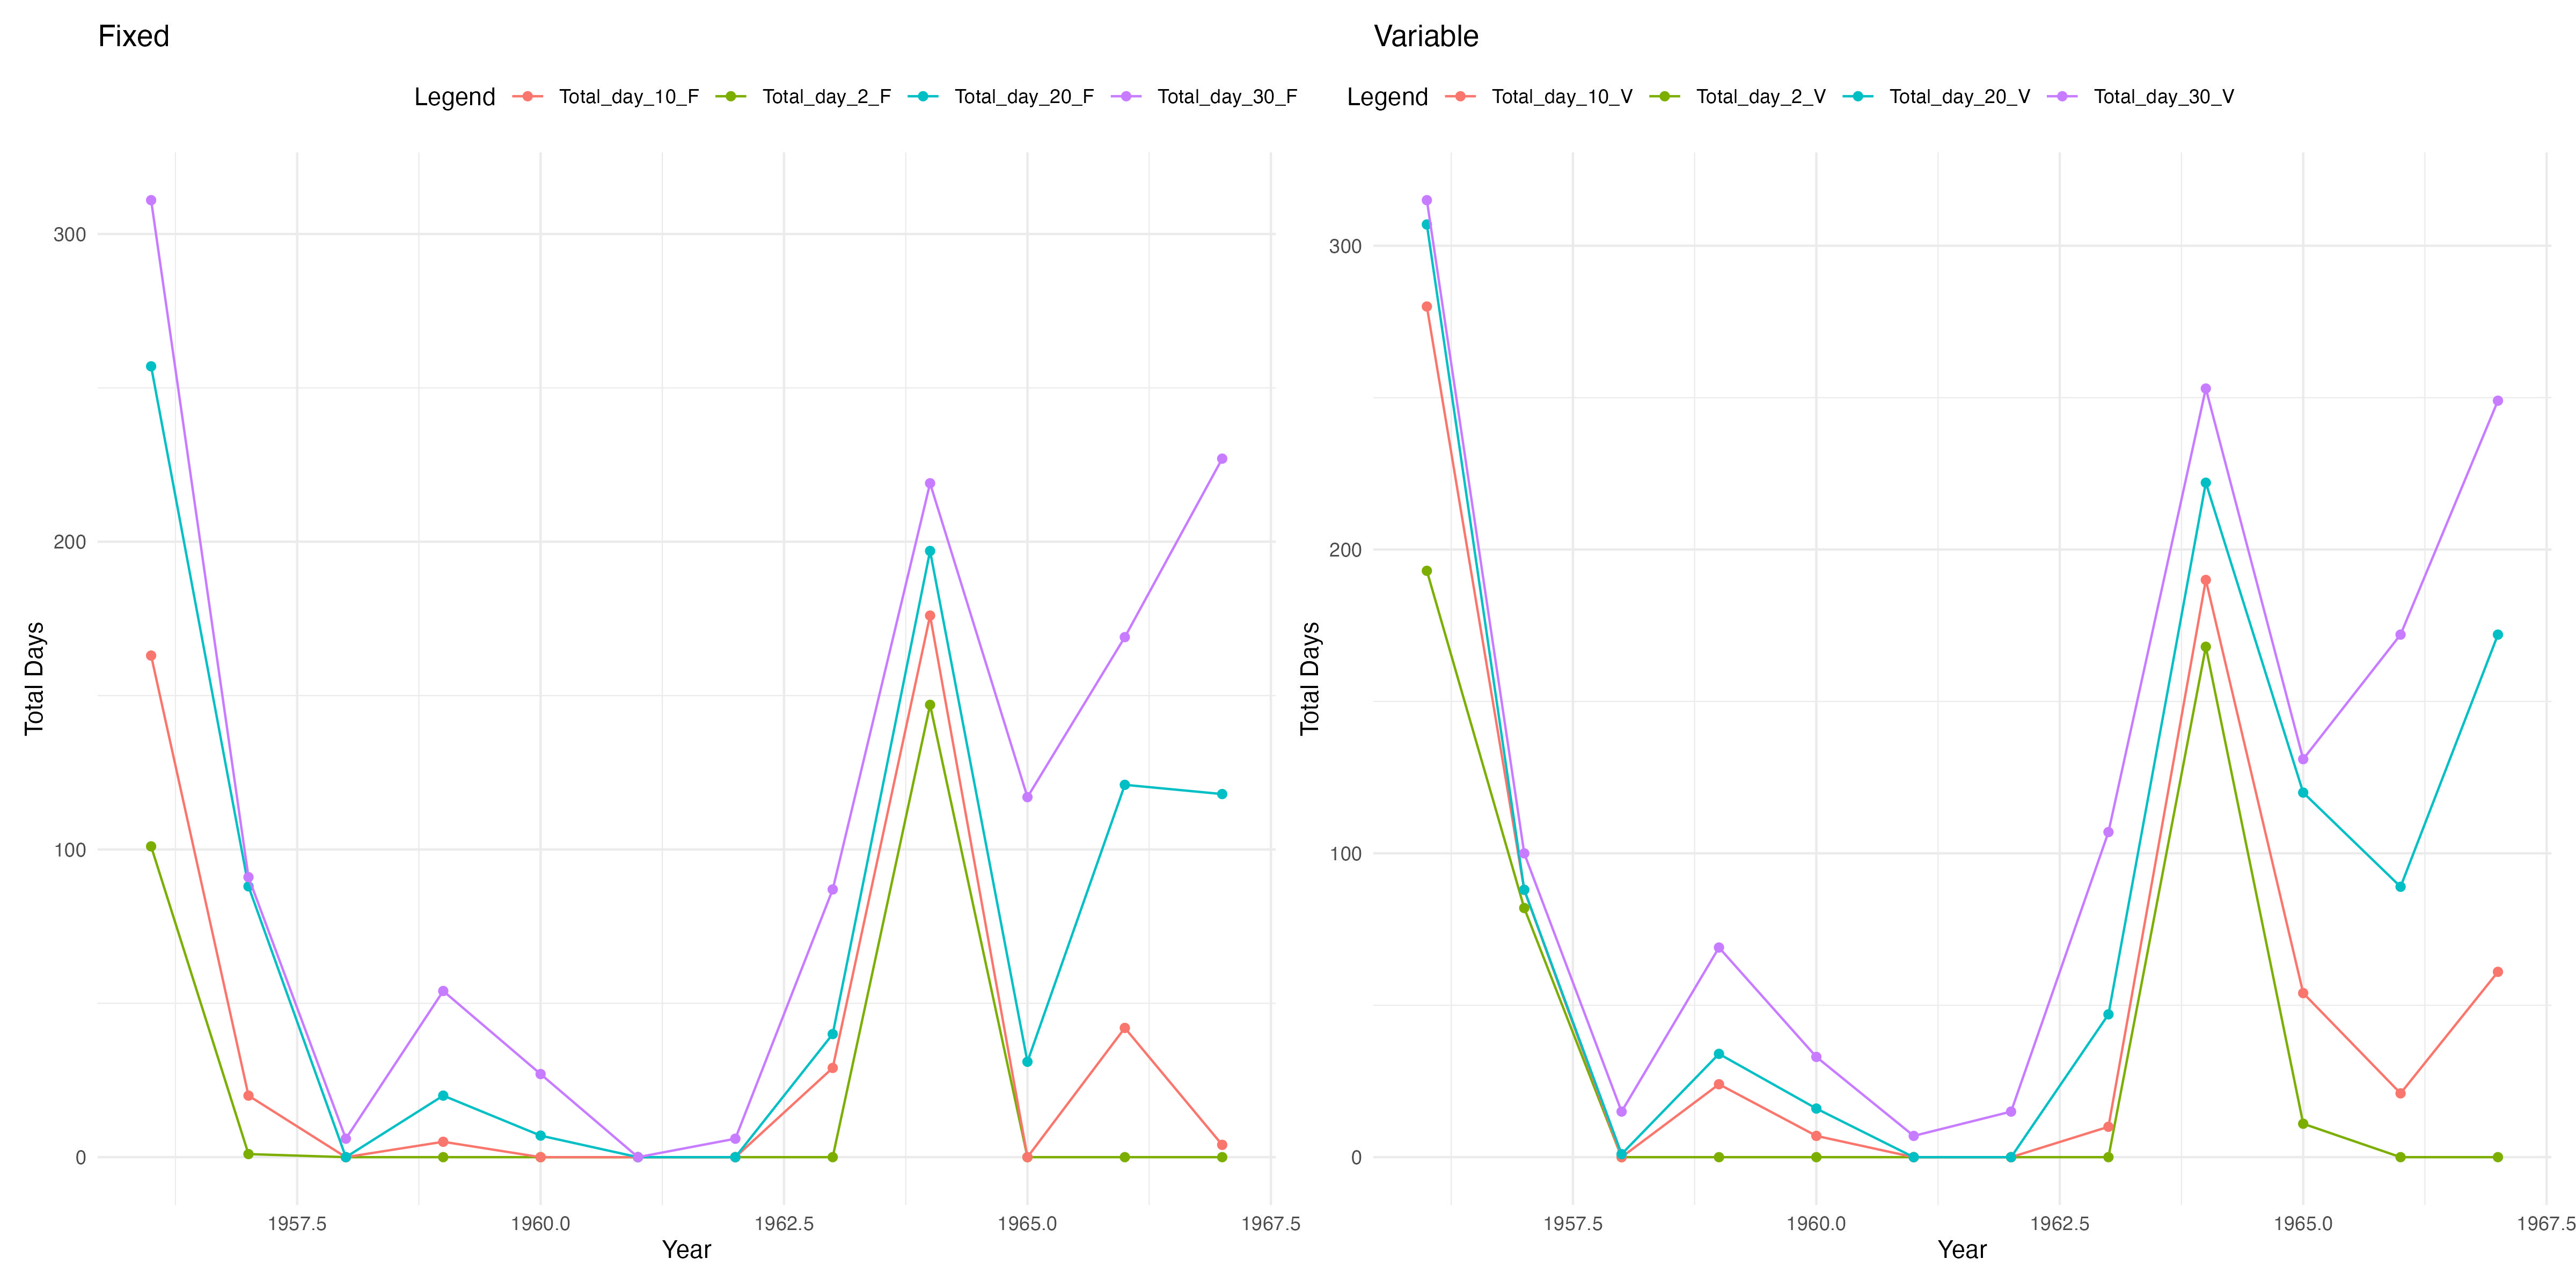 Fixed
Legend Total_day_10_F Total_day_2_F Total_day_20_F Total_day_30_F
300
200
100
0
Total Days
1957.5 1960.0 1962.5 1965.0 1967.5
Year
Variable
Legend Total_day_10_V Total_day_2_V Total_day_20_V Total_day_30_V
300
200
100
0
Total Days
1957.5 1960.0 1962.5 1965.0 1967.5
Year